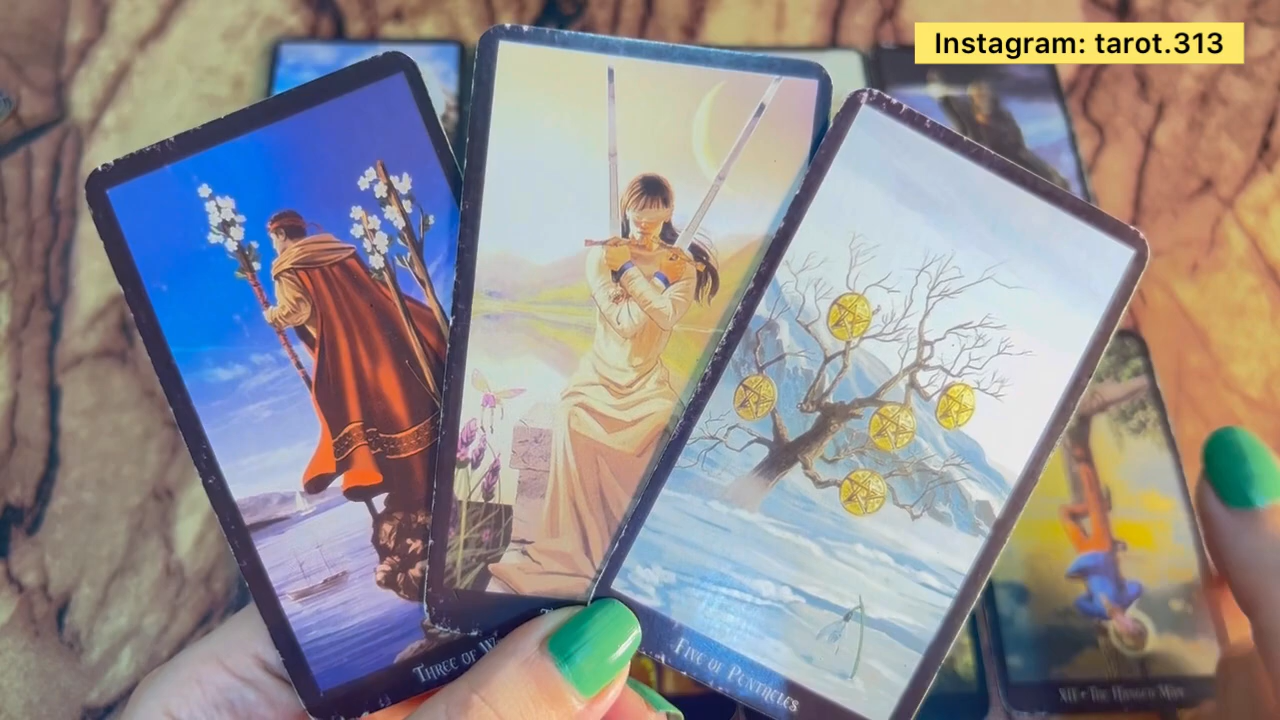 Instagram: tarot.313
THREE OF
FIVE OF PENTACLES
XII • THE HANGED MAN